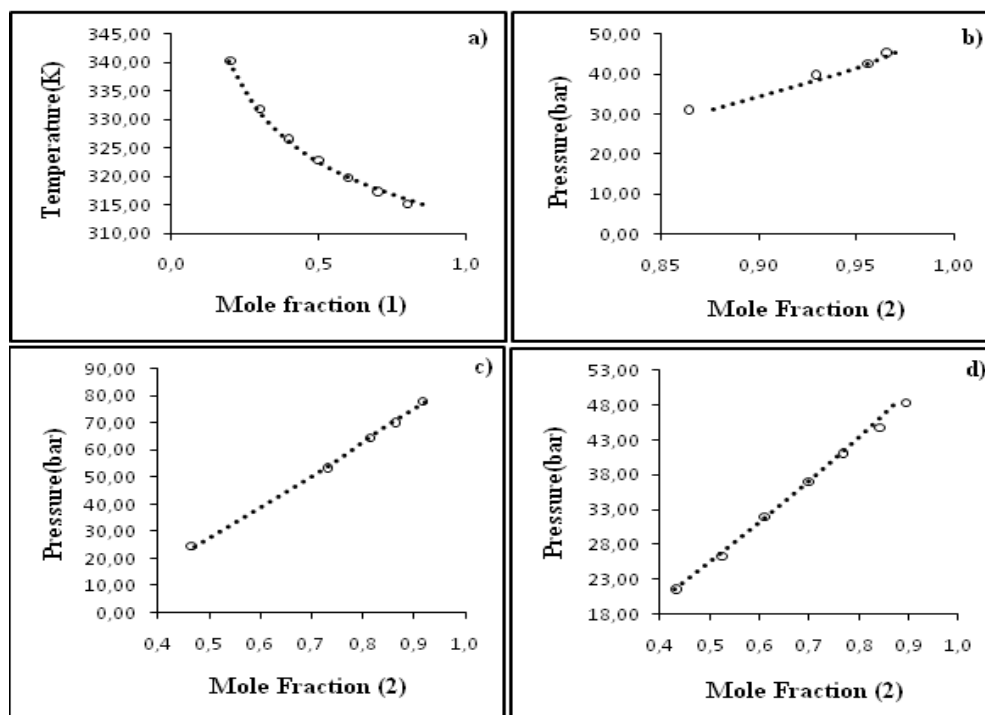 a)
Temperature(K)
345,00
340,00
335,00
330,00
325,00
320,00
315,00
310,00
0,0 0,5 1,0
Mole fraction (1)
b)
Pressure(bar)
50,00
40,00
30,00
20,00
10,00
0,00
0,85 0,90 0,95 1,00
Mole Fraction (2)
c)
Pressure(bar)
90,00
80,00
70,00
60,00
50,00
40,00
30,00
20,00
10,00
0,00
0,4 0,5 0,6 0,7 0,8 0,9 1,0
Mole Fraction (2)
d)
Pressure(bar)
53,00
48,00
43,00
38,00
33,00
28,00
23,00
18,00
0,4 0,5 0,6 0,7 0,8 0,9 1,0
Mole Fraction (2)